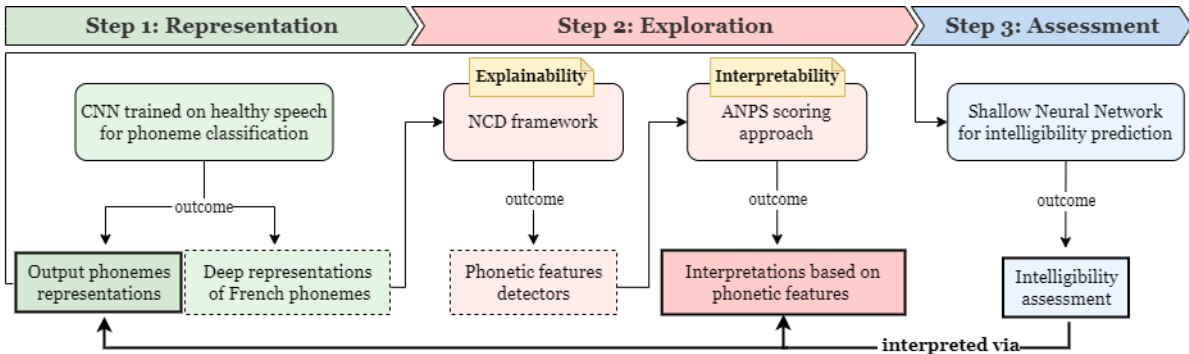 Step 1: Representation
Step 2: Exploration
Step 3: Assessment
Explainability
Interpretability
CNN trained on healthy speech
for phoneme classification
NCD framework
ANPS scoring
approach
Shallow Neural Network
for intelligibility prediction
outcome
outcome
outcome
outcome
Output phonemes
representations
Deep representations
of French phonemes
Phonetic features
detectors
Interpretations based on
phonetic features
Intelligibility
assessment
interpreted via